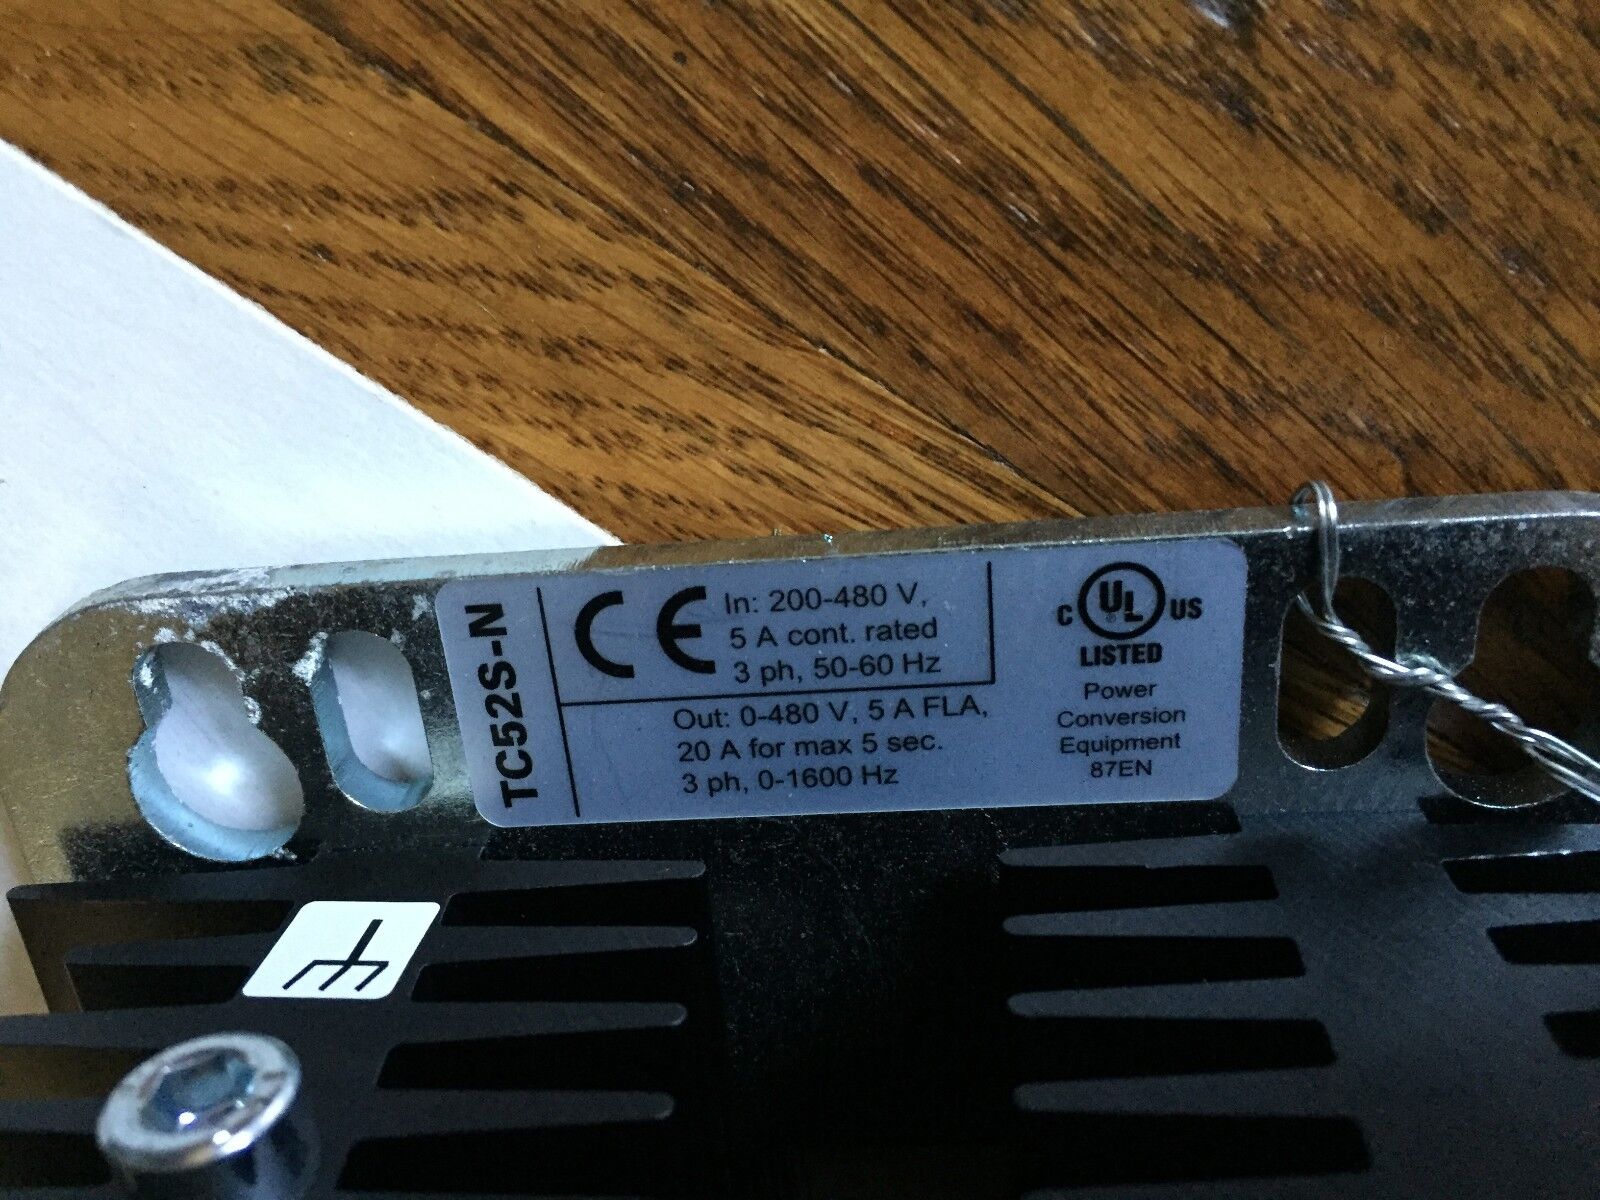 TC52S-N
CE
In: 200-480 V,
5 A cont. rated
3 ph, 50-60 Hz
Out: 0-480 V, 5 A FLA,
20 A for max 5 sec.
3 ph, 0-1600 Hz
C UL ® US
LISTED
Power
Conversion
Equipment
87EN